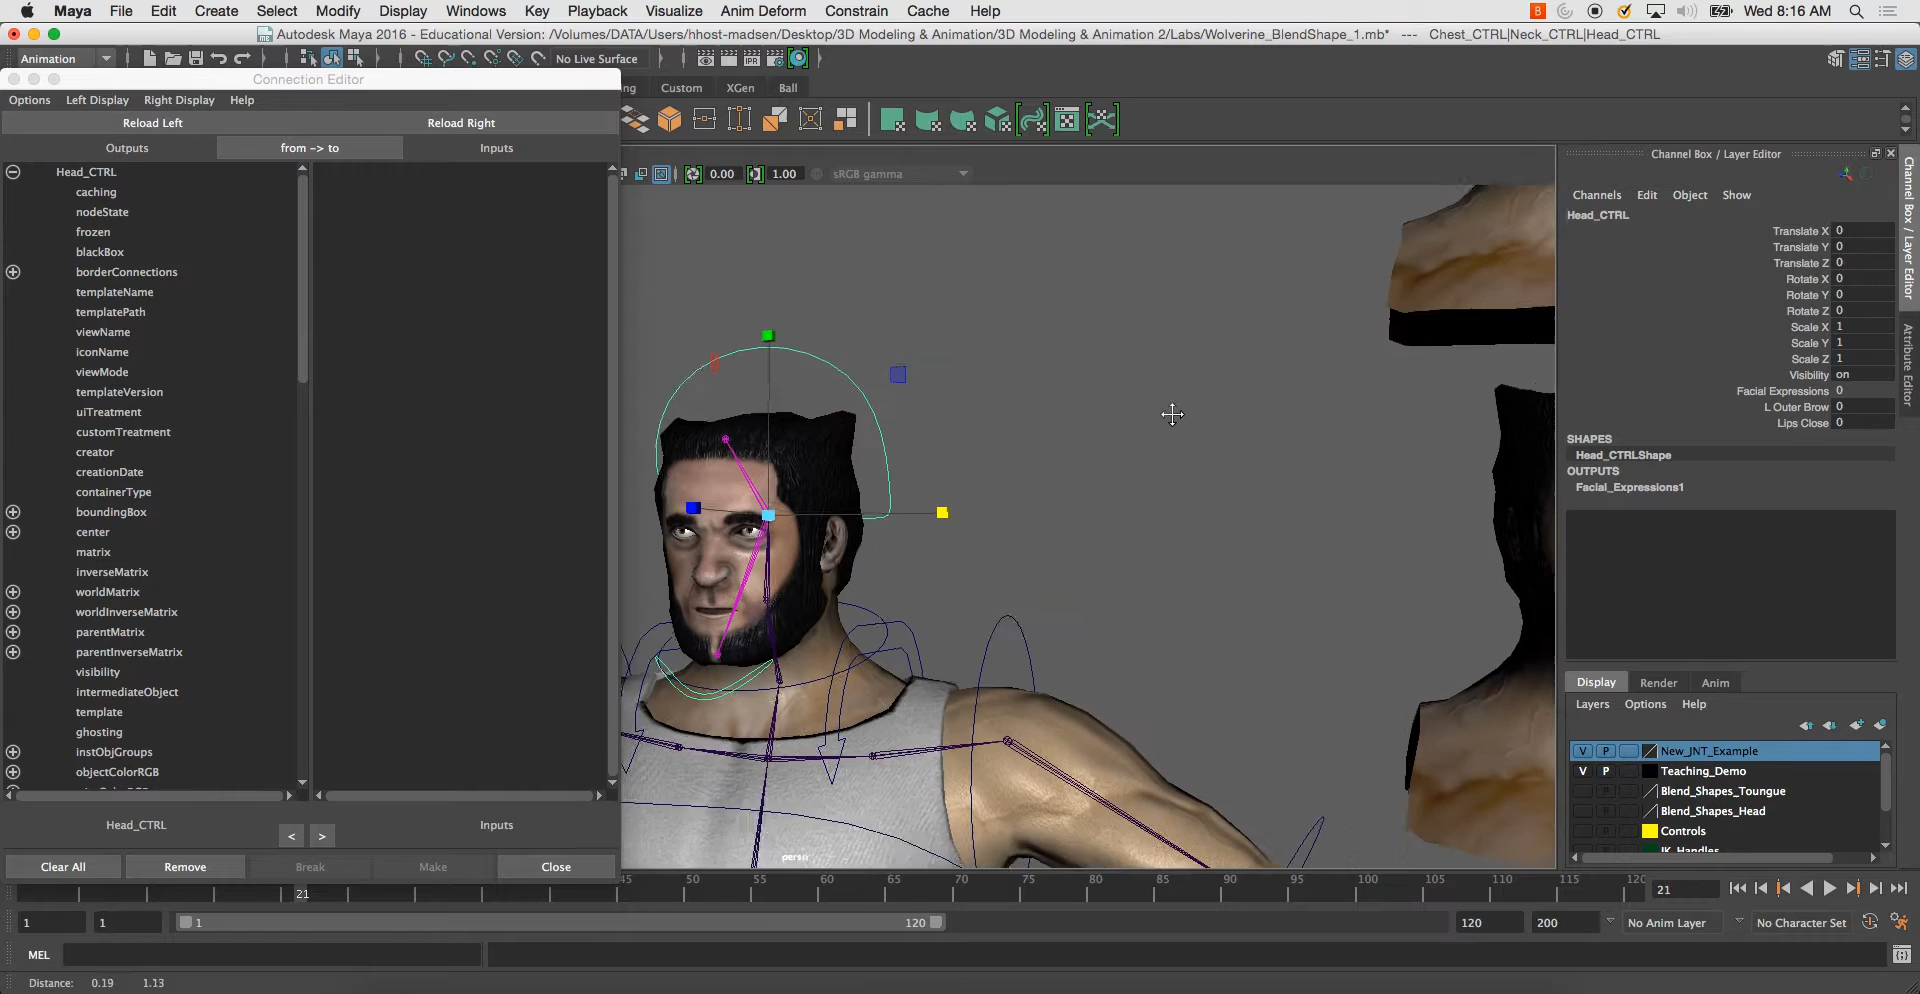 Maya File Edit Create Select Modify Display Windows Key Playback Visualize Anim Deform Constrain Cache Help
Wed 8:16 AM
Autodesk Maya 2016 - Educational Version: /Volumes/DATA/Users/hhost-madsen/Desktop/3D Modeling & Animation/3D Modeling & Animation 2/Labs/Wolverine_BlendShape_1.mb* --- Chest_CTRL|Neck_CTRL|Head_CTRL
Animation
No Live Surface
Connection Editor
Options Left Display Right Display Help
ng Custom XGen Ball
Reload Left Reload Right
Outputs from -> to Inputs
0.00 1.00 sRGB gamma
Head_CTRL
caching
nodeState
frozen
blackBox
borderConnections
templateName
templatePath
viewName
iconName
viewMode
templateVersion
uiTreatment
customTreatment
creator
creationDate
containerType
boundingBox
center
matrix
inverseMatrix
worldMatrix
worldInverseMatrix
parentMatrix
parentInverseMatrix
visibility
intermediateObject
template
ghosting
instObjGroups
objectColorRGB
Head_CTRL < > Inputs
Clear All Remove Break Make Close
persp
Channel Box / Layer Editor
Channels Edit Object Show
Head_CTRL
Translate X 0
Translate Y 0
Translate Z 0
Rotate X 0
Rotate Y 0
Rotate Z 0
Scale X 1
Scale Y 1
Scale Z 1
Visibility on
Facial Expressions 0
L Outer Brow 0
Lips Close 0
SHAPES
Head_CTRLShape
OUTPUTS
Facial_Expressions1
Channel Box / Layer Editor
Attribute Editor
Display Render Anim
Layers Options Help
V P New_JNT_Example
V P Teaching_Demo
Blend_Shapes_Toungue
Blend_Shapes_Head
Controls
IK_Handles
21 45 50 55 60 65 70 75 80 85 90 95 100 105 110 115 120 21
1 1 1 120 120 200 No Anim Layer No Character Set
MEL
Distance: 0.19 1.13